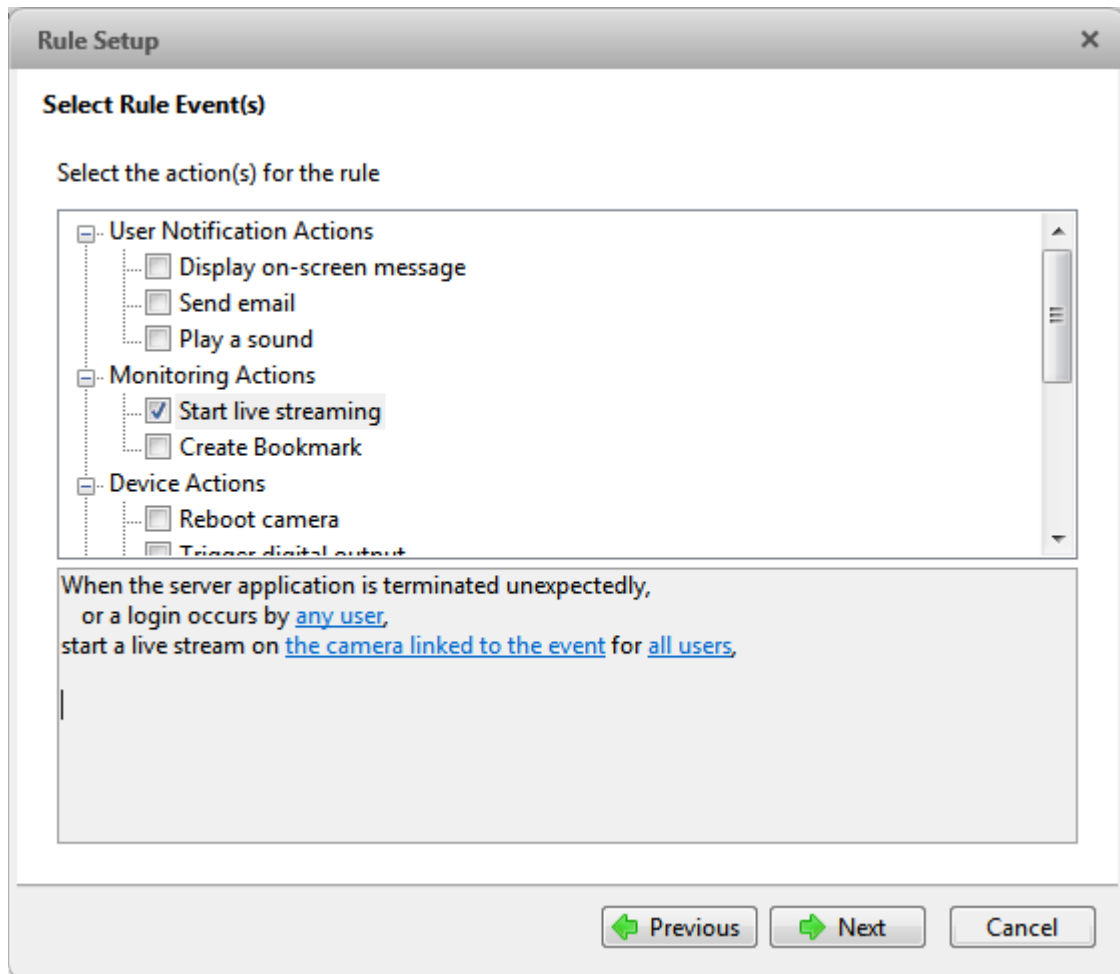 Rule Setup
Select Rule Event(s)
Select the action(s) for the rule
User Notification Actions
Display on-screen message
Send email
Play a sound
Monitoring Actions
Start live streaming
Create Bookmark
Device Actions
Reboot camera
Trigger digital output
When the server application is terminated unexpectedly,
or a login occurs by any user,
start a live stream on the camera linked to the event for all users,
Previous
Next
Cancel